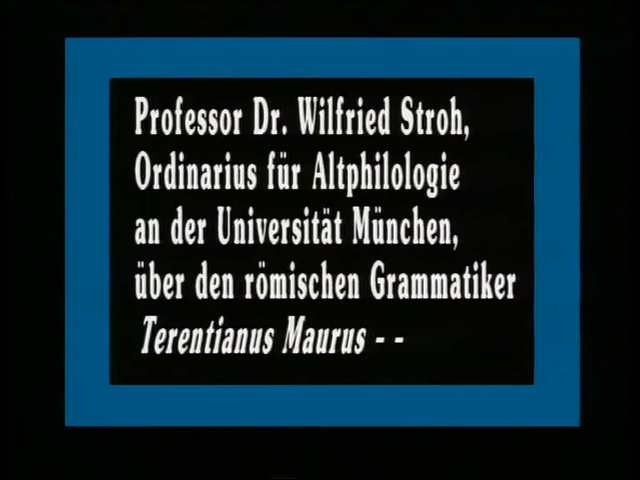 Professor Dr. Wilfried Stroh,
Ordinarius für Altphilologie
an der Universität München,
über den römischen Grammatiker
Terentianus Maurus - -